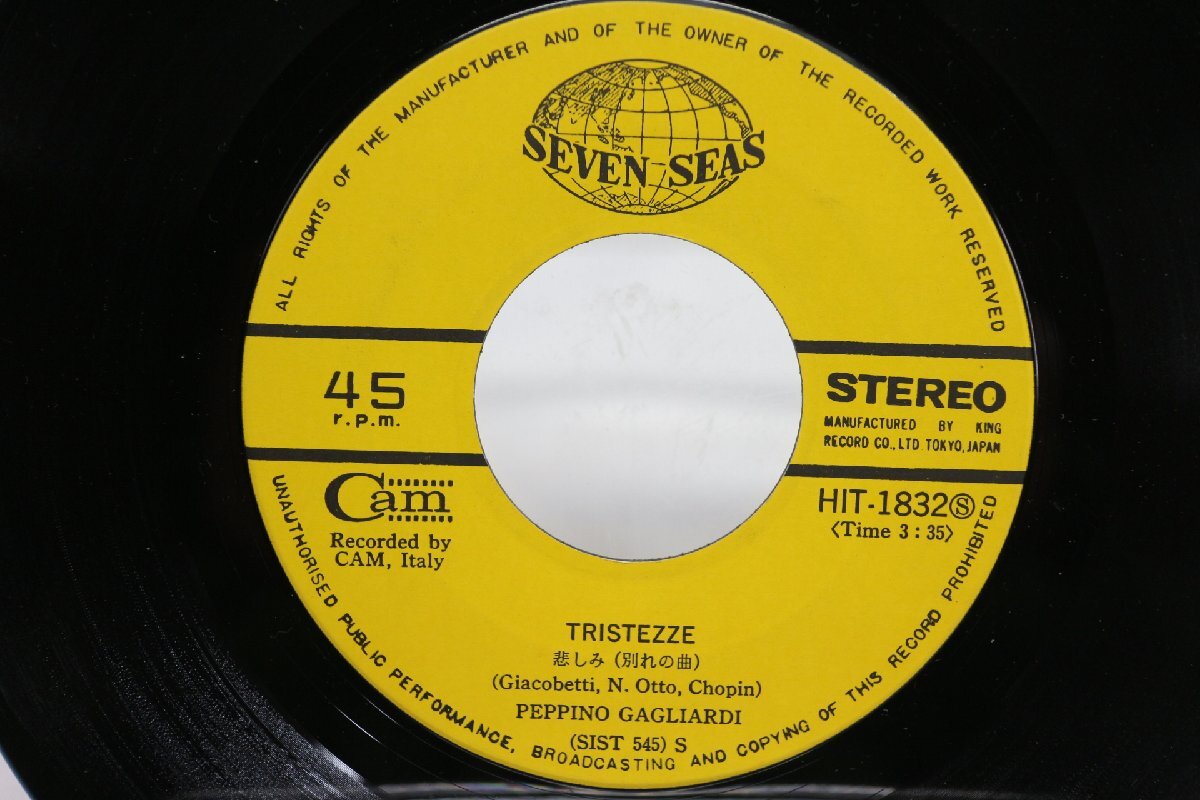 ALL RIGHTS OF THE MANUFACTURER AND OF THE OWNER OF THE RECORDED WORK RESERVED
SEVEN SEAS
45
r.p.m.
STEREO
MANUFACTURED BY KING
RECORD CO., LTD. TOKYO, JAPAN
Cam
Recorded by
CAM, Italy
HIT-1832Ⓢ
〈Time 3 : 35〉
TRISTEZZE
悲しみ (別れの曲)
(Giacobetti, N. Otto, Chopin)
PEPPINO GAGLIARDI
(SIST 545) S
UNAUTHORISED PUBLIC PERFORMANCE, BROADCASTING AND COPYING OF THIS RECORD PROHIBITED